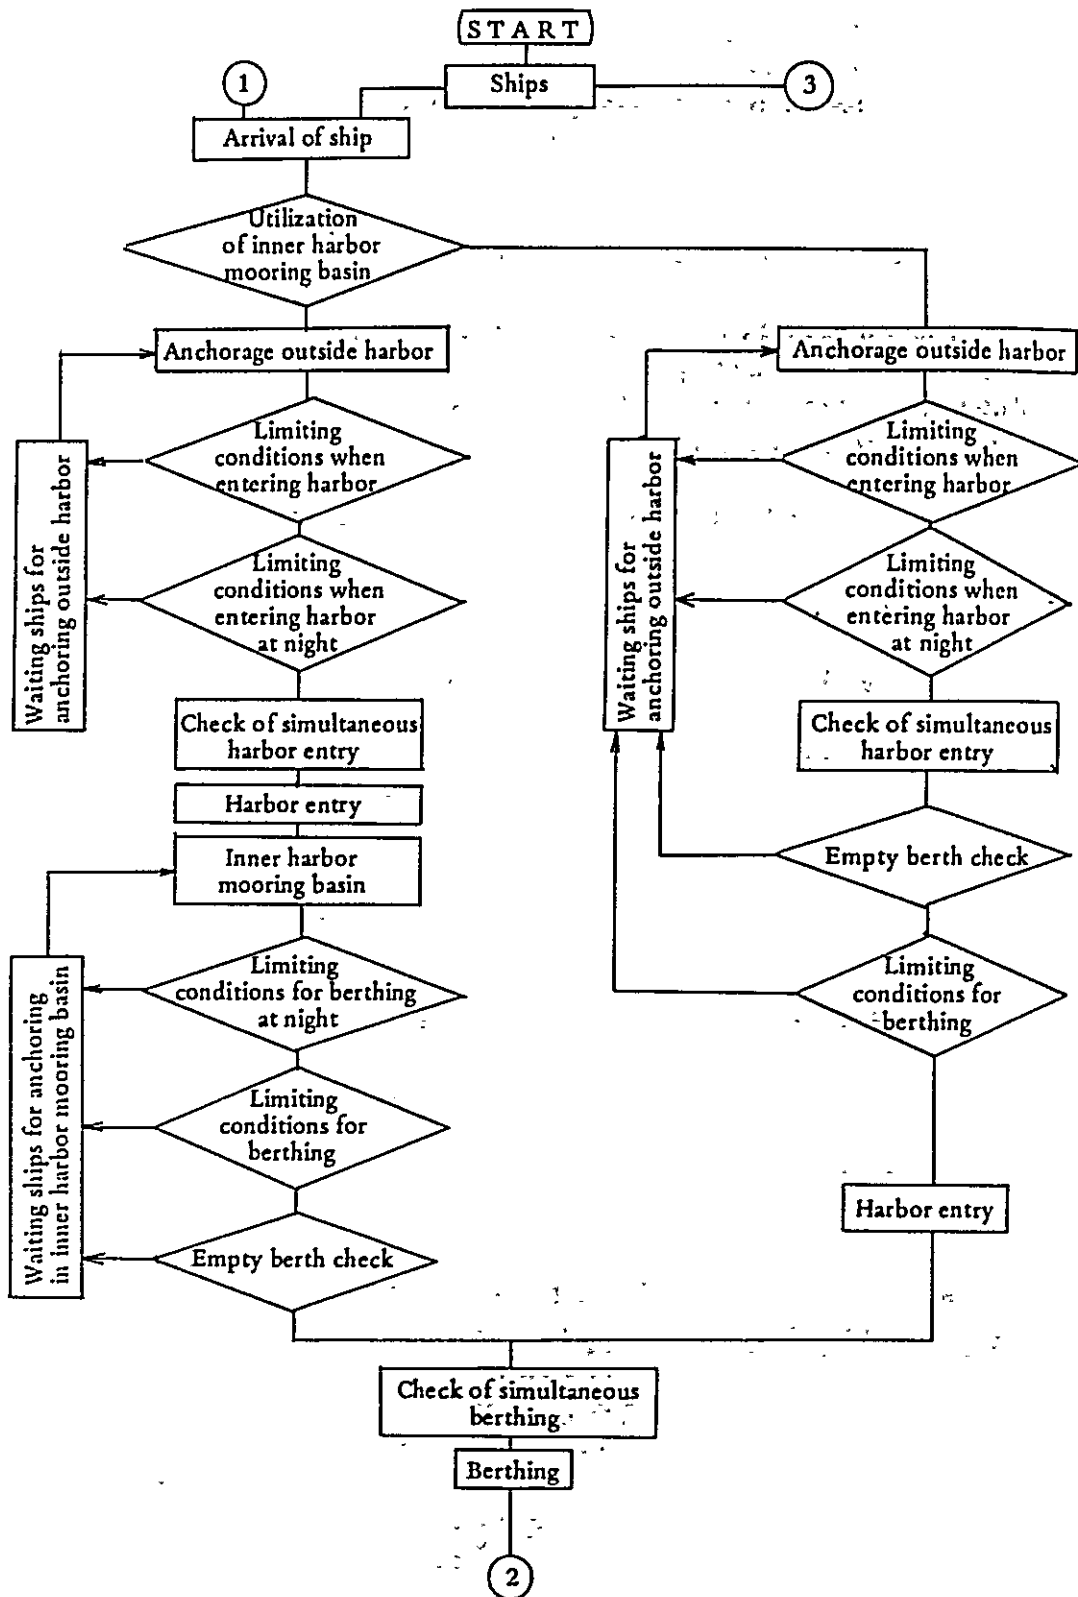 START
Ships
1
3
Arrival of ship
Utilization
of inner harbor
mooring basin
Anchorage outside harbor
Limiting
conditions when
entering harbor
Limiting
conditions when
entering harbor
at night
Waiting ships for
anchoring outside harbor
Check of simultaneous
harbor entry
Harbor entry
Inner harbor
mooring basin
Limiting
conditions for berthing
at night
Limiting
conditions for
berthing
Empty berth check
Waiting ships for anchoring
in inner harbor mooring basin
Anchorage outside harbor
Limiting
conditions when
entering harbor
Limiting
conditions when
entering harbor
at night
Waiting ships for
anchoring outside harbor
Check of simultaneous
harbor entry
Empty berth check
Limiting
conditions for
berthing
Harbor entry
Check of simultaneous
berthing
Berthing
2